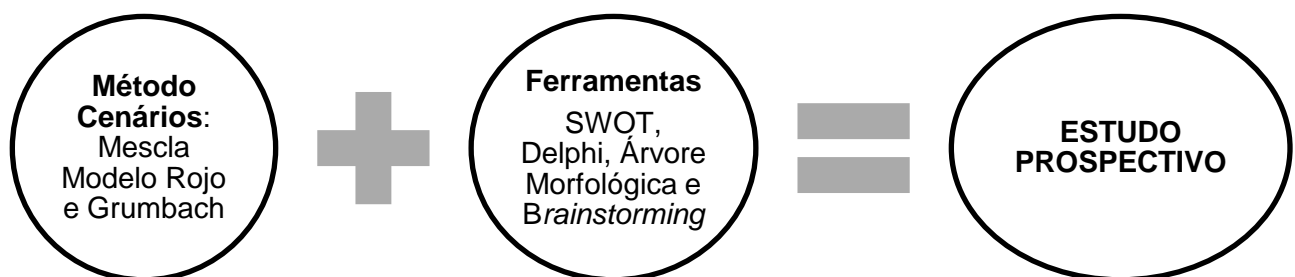 Método
Cenários:
Mescla
Modelo Rojo
e Grumbach
Ferramentas
SWOT,
Delphi, Árvore
Morfológica e
Brainstorming
ESTUDO
PROSPECTIVO